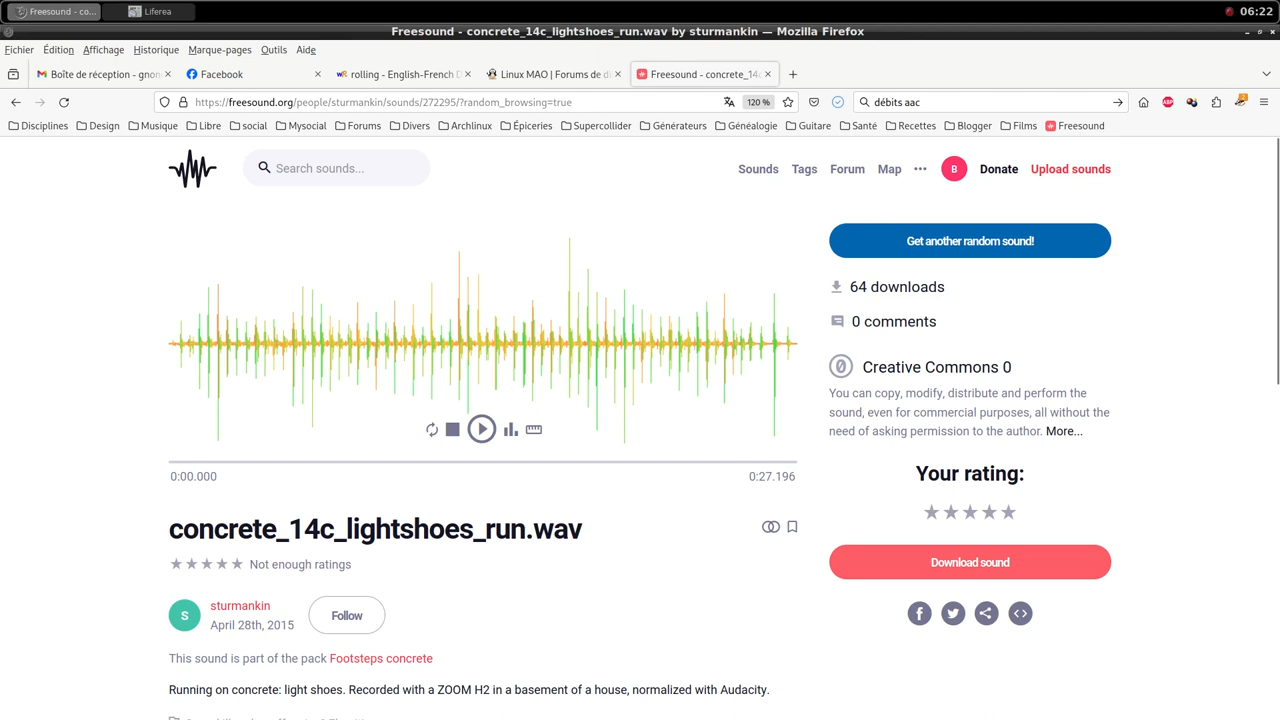 Freesound - co... Liferea 06:22
Freesound - concrete_14c_lightshoes_run.wav by sturmankin — Mozilla Firefox
Fichier Édition Affichage Historique Marque-pages Outils Aide
Boîte de réception - gnon Facebook rolling - English-French D Linux MAO | Forums de d Freesound - concrete_14c
https://freesound.org/people/sturmankin/sounds/272295/?random_browsing=true 120 % débits aac
Disciplines Design Musique Libre social Mysocial Forums Divers Archlinux Épiceries Supercollider Générateurs Généalogie Guitare Santé Recettes Blogger Films Freesound
Search sounds... Sounds Tags Forum Map B Donate Upload sounds
Get another random sound!
64 downloads
0 comments
Creative Commons 0
You can copy, modify, distribute and perform the
sound, even for commercial purposes, all without the
need of asking permission to the author. More...
0:00.000 0:27.196
Your rating:
concrete_14c_lightshoes_run.wav
Not enough ratings
Download sound
S sturmankin
April 28th, 2015
Follow
This sound is part of the pack Footsteps concrete
Running on concrete: light shoes. Recorded with a ZOOM H2 in a basement of a house, normalized with Audacity.